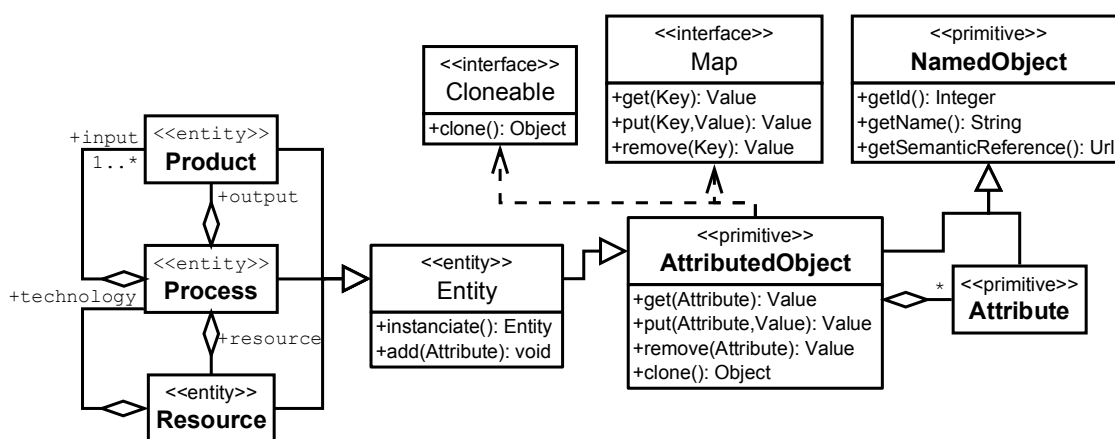 <<interface>>
Cloneable
+clone(): Object
<<interface>>
Map
+get(Key): Value
+put(Key,Value): Value
+remove(Key): Value
<<primitive>>
NamedObject
+getId(): Integer
+getName(): String
+getSemanticReference(): Url
+input
1..*
<<entity>>
Product
+output
<<entity>>
Process
+technology
+resource
<<entity>>
Resource
<<entity>>
Entity
+instanciate(): Entity
+add(Attribute): void
<<primitive>>
AttributedObject
+get(Attribute): Value
+put(Attribute,Value): Value
+remove(Attribute): Value
+clone(): Object
*
<<primitive>>
Attribute